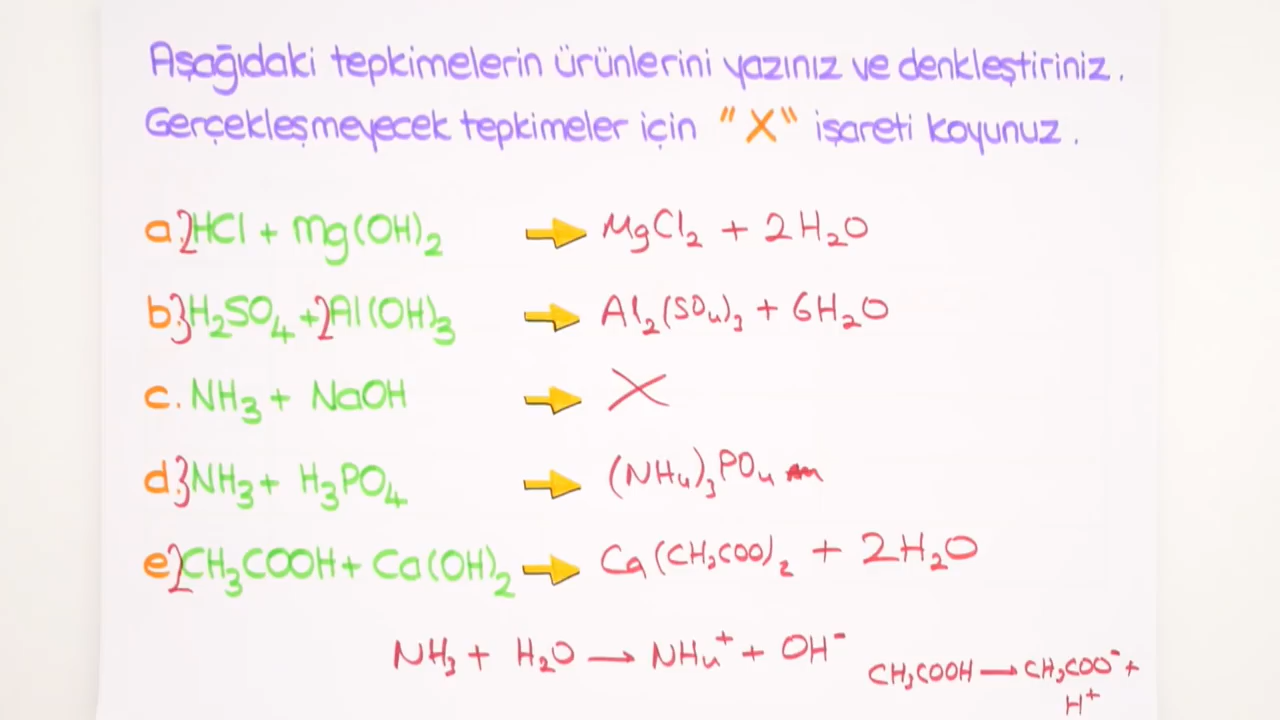 Aşağıdaki tepkimelerin ürünlerini yazınız ve denkleştiriniz.
Gerçekleşmeyecek tepkimeler için "X" işareti koyunuz.
a. 2HCl + Mg(OH)₂ → MgCl₂ + 2H₂O
b. 3H₂SO₄ + 2Al(OH)₃ → Al₂(SO₄)₃ + 6H₂O
c. NH₃ + NaOH → X
d. 3NH₃ + H₃PO₄ → (NH₄)₃PO₄
e. 2CH₃COOH + Ca(OH)₂ → Ca(CH₃COO)₂ + 2H₂O
NH₃ + H₂O → NH₄⁺ + OH⁻
CH₃COOH → CH₃COO⁻ +
H⁺